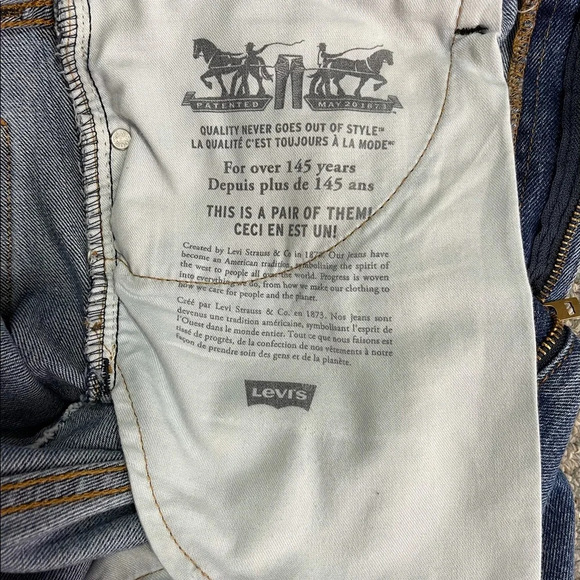 PATENTED MAY 20 1873
QUALITY NEVER GOES OUT OF STYLE™
LA QUALITÉ C'EST TOUJOURS À LA MODE
For over 145 years
Depuis plus de 145 ans
THIS IS A PAIR OF THEM!
CECI EN EST UN!
Created by Levi Strauss & Co in 1873. Our jeans have
become an American tradition, symbolising the spirit of
the west to people all over the world. Progress is woven
into everything we do, from how we make our clothing to
how we care for people and the planet.
Créé par Levi Strauss & Co. en 1873. Nos jeans sont
devenus une tradition américaine, symbolisant l'esprit de
l'Ouest dans le monde entier. Tout ce que nous faisons est
tissé de progrès, de la confection de nos vêtements à notre
façon de prendre soin des gens et de la planète.
LEVI'S